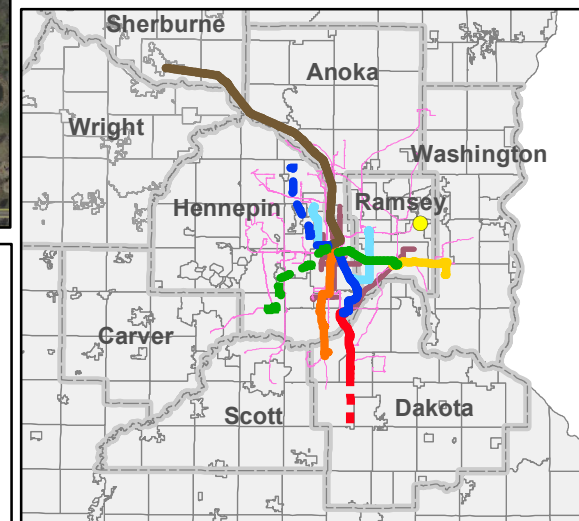 Sherburne
Anoka
Wright
Washington
Hennepin
Ramsey
Carver
Scott
Dakota